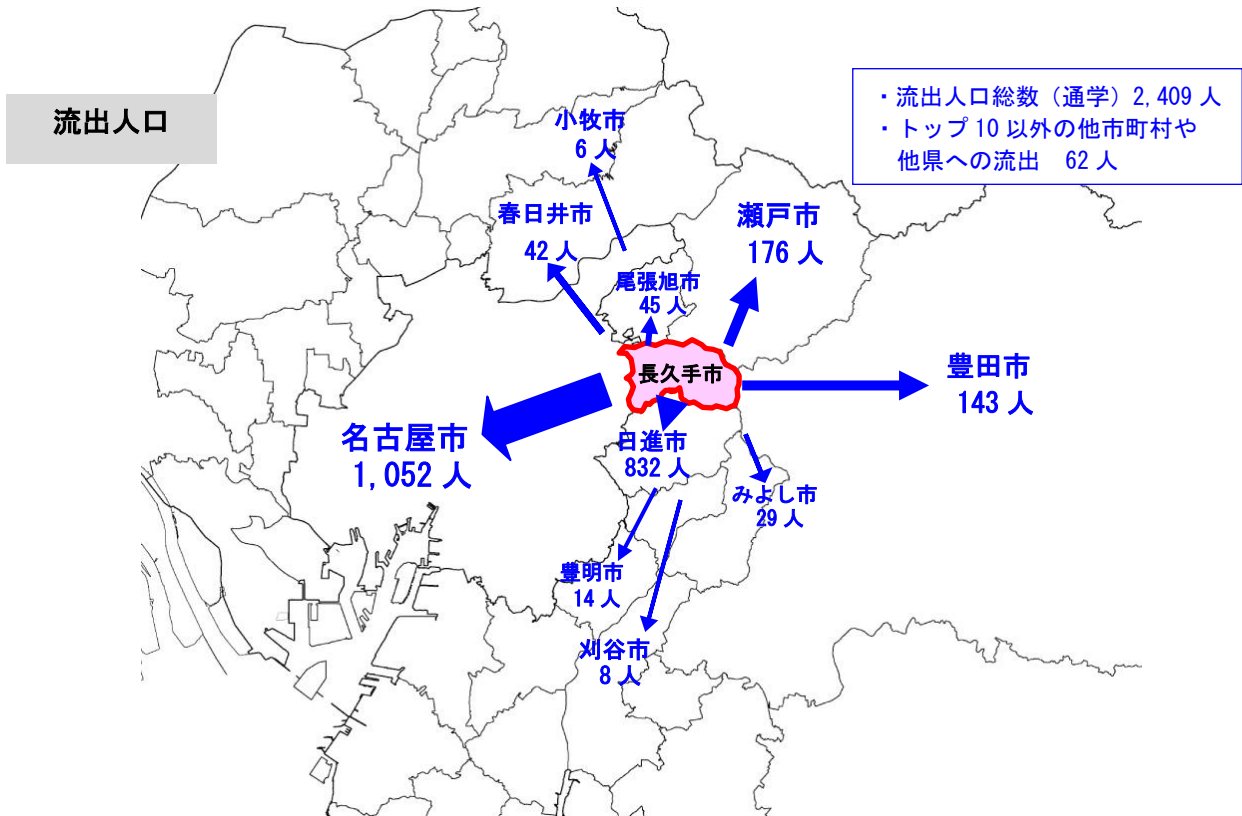 流出人口
・流出人口総数（通学）2,409 人
・トップ 10 以外の他市町村や
他県への流出　62 人
小牧市
6 人
春日井市
42 人
瀬戸市
176 人
尾張旭市
45 人
長久手市
豊田市
143 人
名古屋市
1,052 人
日進市
832 人
みよし市
29 人
豊明市
14 人
刈谷市
8 人